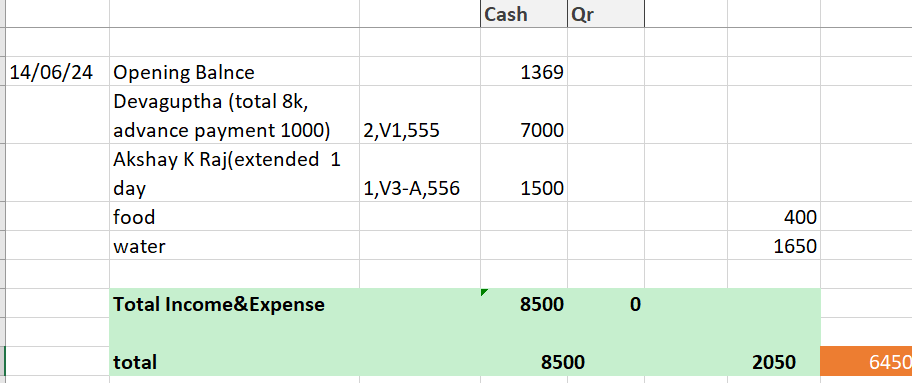 Cash Qr
14/06/24 Opening Balnce 1369
Devaguptha (total 8k,
advance payment 1000) 2,V1,555 7000
Akshay K Raj(extended 1
day 1,V3-A,556 1500
food 400
water 1650
Total Income&Expense 8500 0
total 8500 2050 6450